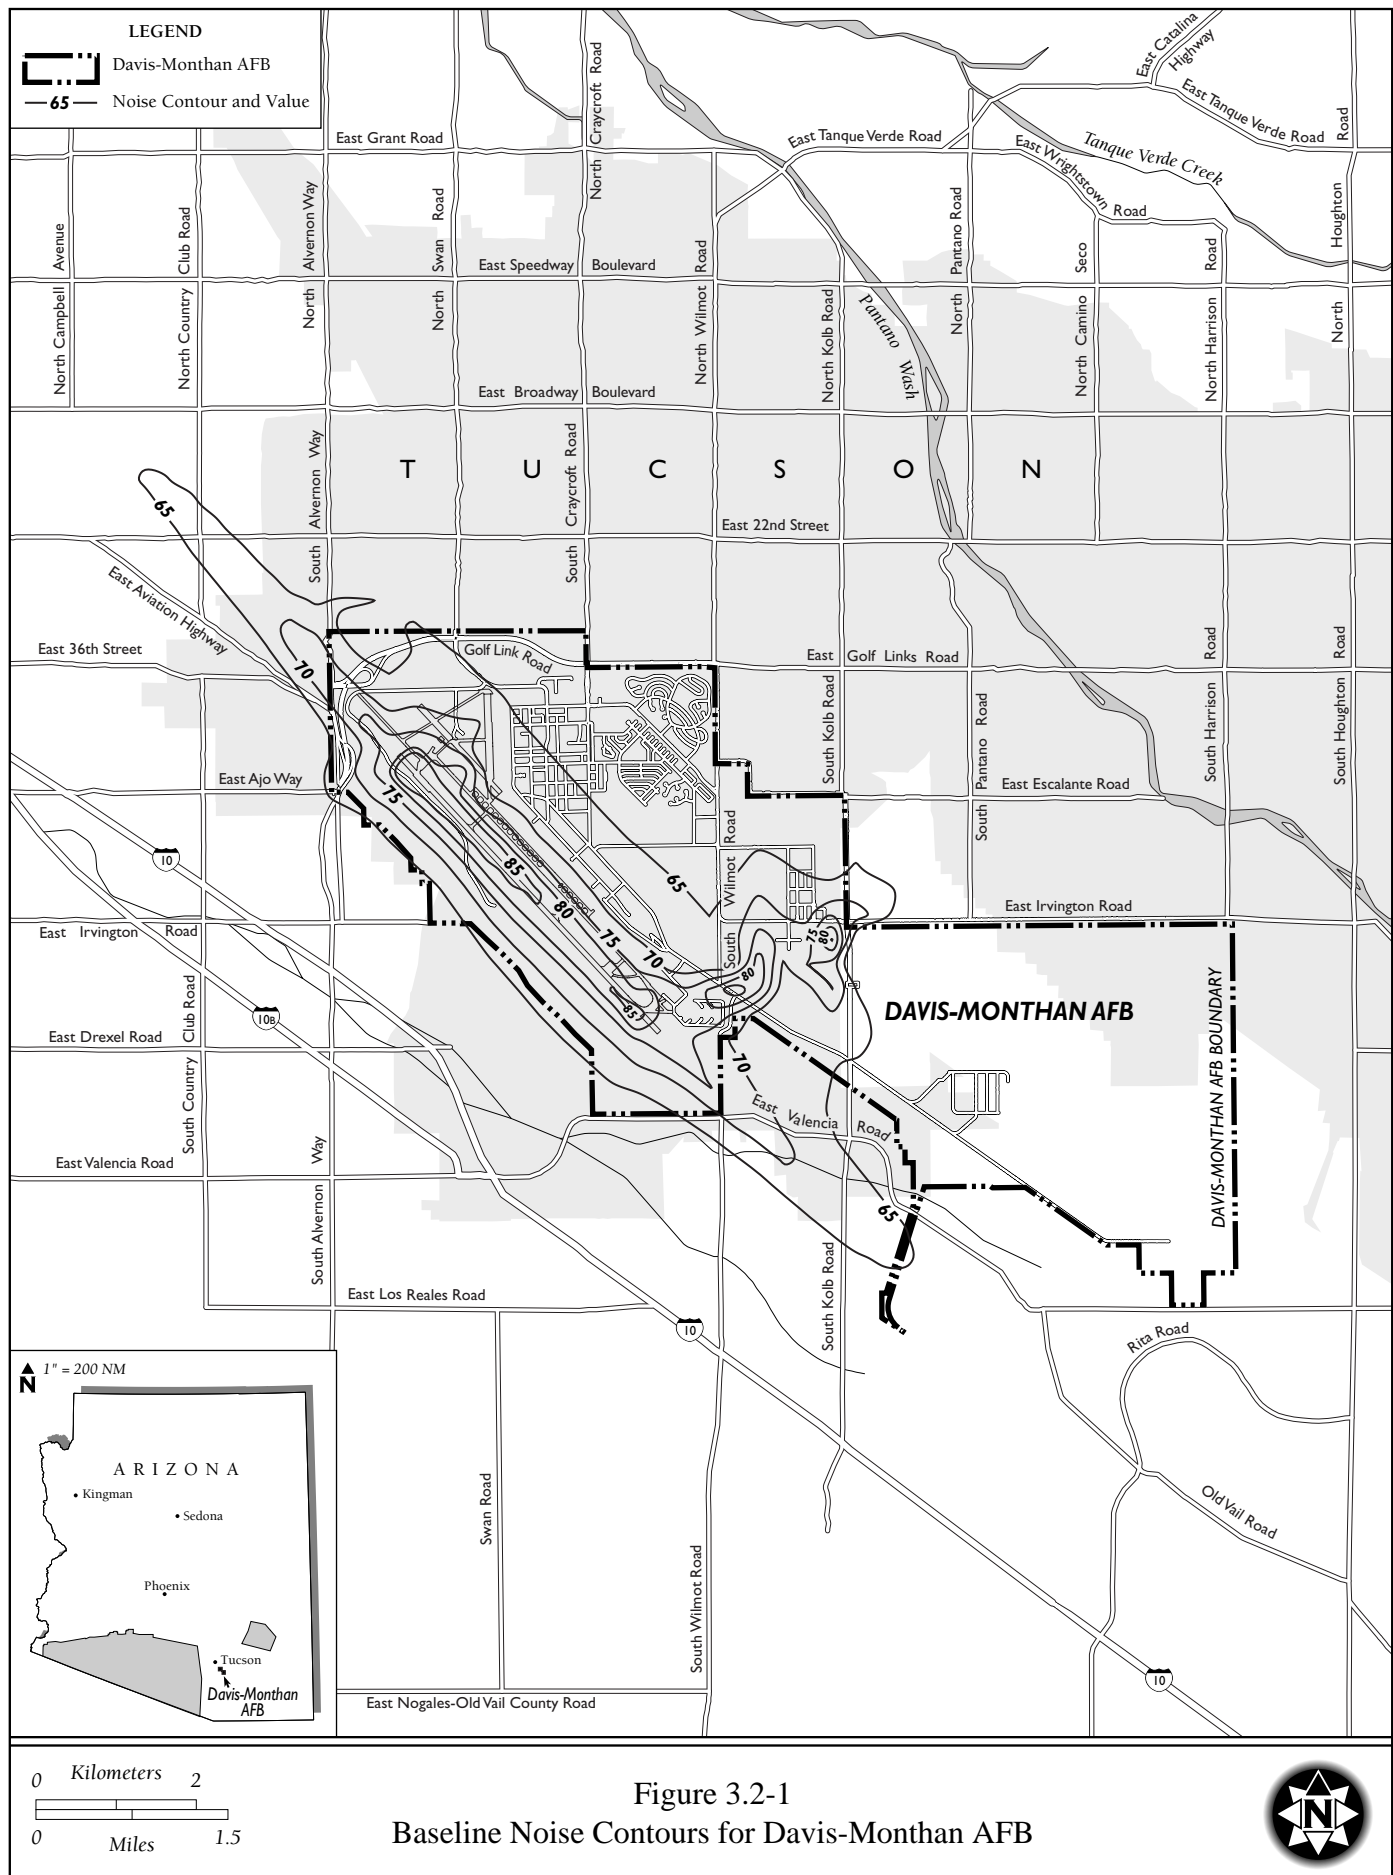 LEGEND
Davis-Monthan AFB
65 Noise Contour and Value
East Catalina
Highway
East Tanque Verde Road
East Grant Road
East Tanque Verde Road
Tanque Verde Creek
East Wrightstown
Road
North Craycroft Road
North Campbell Avenue
North Country Club Road
North Alvernon Way
North Swan Road
North Wilmot Road
North Kolb Road
North Pantano Road
North Camino Seco
North Harrison Road
North Houghton Road
East Speedway Boulevard
Pantano Wash
East Broadway Boulevard
TUCSON
South Alvernon Way
South Craycroft Road
65
East 22nd Street
East Aviation Highway
East 36th Street
Golf Link Road
East Golf Links Road
70
South Kolb Road
South Pantano Road
South Harrison Road
South Houghton Road
East Ajo Way
East Escalante Road
75
10
85
65
South Wilmot Road
80
East Irvington Road
East Irvington Road
75
75
80
70
80
85
South Country Club Road
10B
DAVIS-MONTHAN AFB
DAVIS-MONTHAN AFB BOUNDARY
East Drexel Road
70
East Valencia Road
East Valencia Road
South Alvernon Way
65
South Kolb Road
East Los Reales Road
10
Rita Road
Swan Road
South Wilmot Road
Old Vail Road
10
East Nogales-Old Vail County Road
N
1" = 200 NM
ARIZONA
Kingman
Sedona
Phoenix
Tucson
Davis-Monthan
AFB
0 Kilometers 2
0 Miles 1.5
Figure 3.2-1
Baseline Noise Contours for Davis-Monthan AFB
N